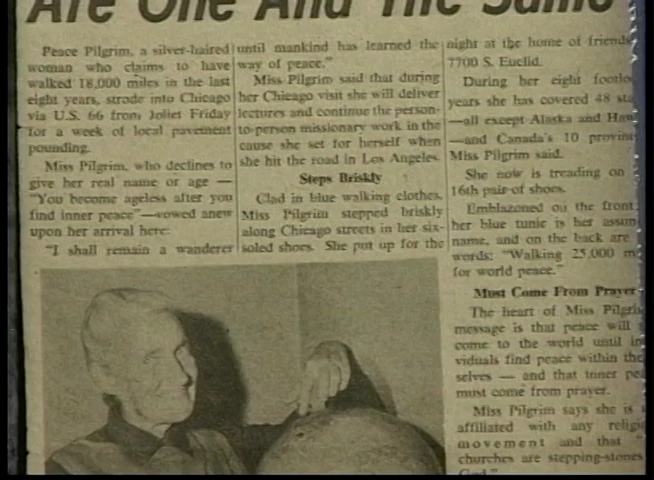 Are One And The Same
Peace Pilgrim, a silver-haired
woman who claims to have
walked 18,000 miles in the last
eight years, strode into Chicago
via U.S. 66 from Joliet Friday
for a week of local pavement
pounding.
Miss Pilgrim, who declines to
give her real name or age —
"You become ageless after you
find inner peace"—vowed anew
upon her arrival here:
"I shall remain a wanderer
until mankind has learned the
way of peace."
Miss Pilgrim said that during
her Chicago visit she will deliver
lectures and continue the person-
to-person missionary work in the
cause she set for herself when
she hit the road in Los Angeles.
Steps Briskly
Clad in blue walking clothes,
Miss Pilgrim stepped briskly
along Chicago streets in her six-
soled shoes. She put up for the
night at the home of friends
7700 S. Euclid.
During her eight
years she has covered 48
—all except Alaska and
—and Canada's 10
Miss Pilgrim said.
She now is treading on
16th pair of shoes.
Emblazoned on the front
her blue tunic is her
name, and on the back are
words: "Walking 25,000
for world peace."
Must Come From Prayer
The heart of Miss
message is that peace will
come to the world until
viduals find peace within
selves — and that inner
must come from prayer.
Miss Pilgrim says she is
affiliated with any
movement and that
churches are stepping-stones
God."